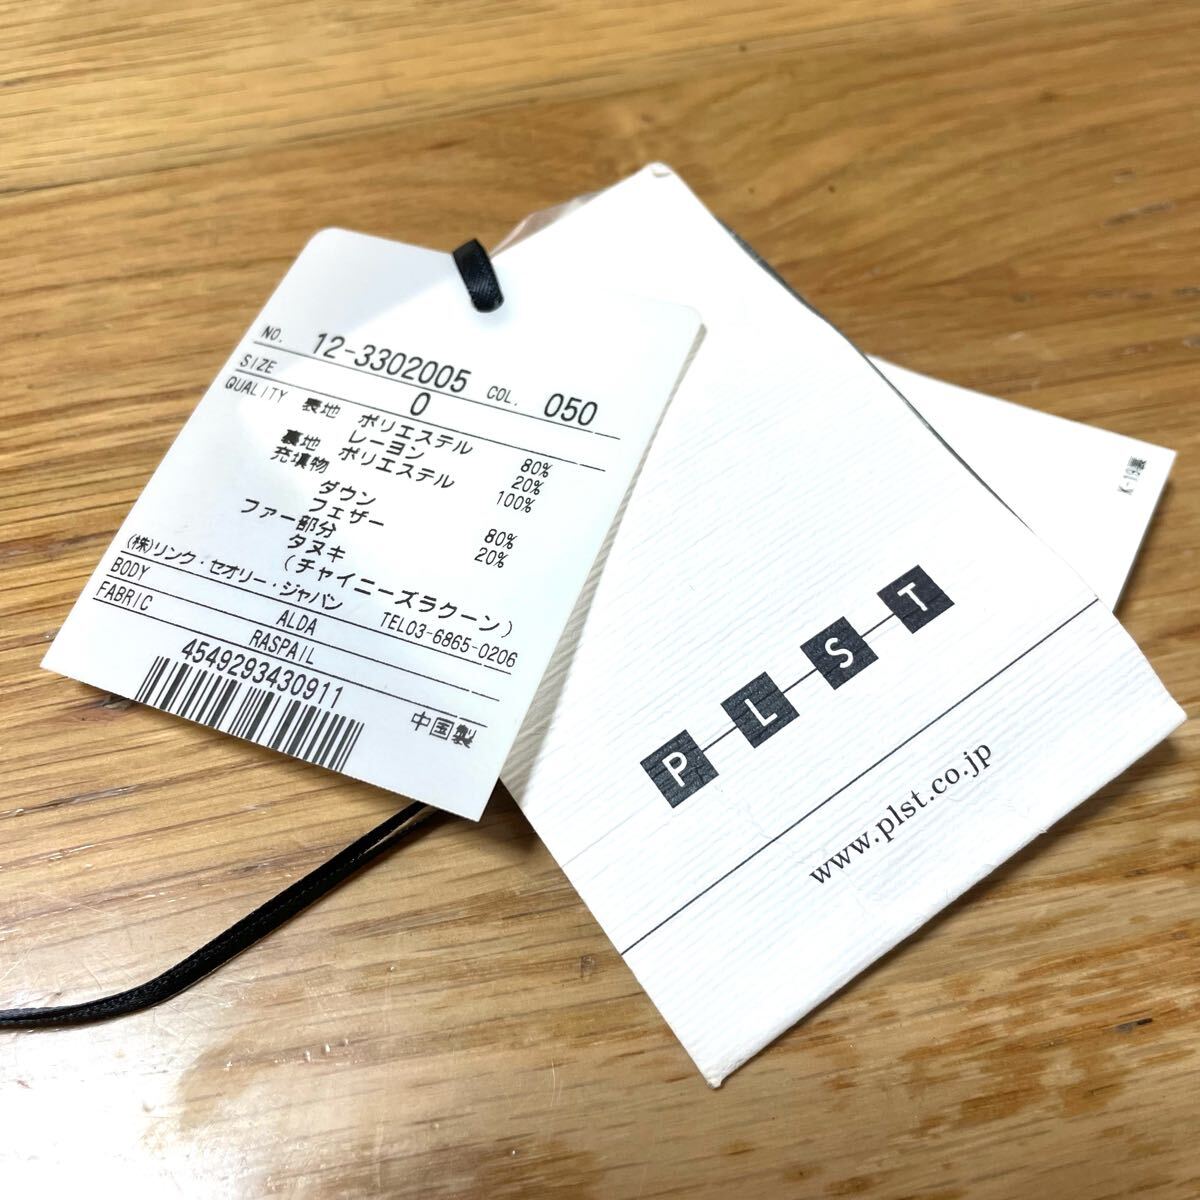 NO. 12-3302005 COL. 050
SIZE 0
QUALITY 表地 ポリエステル 80%
レーヨン 20%
裏地 ポリエステル 100%
充填物
ダウン 80%
フェザー 20%
ファー部分
タヌキ
(チャイニーズラクーン)
(株)リンク・セオリー・ジャパン TEL03-6865-0206
BODY ALDA
FABRIC RASPAIL
4549293430911
中国製
P L S T
www.plst.co.jp
K-19裏